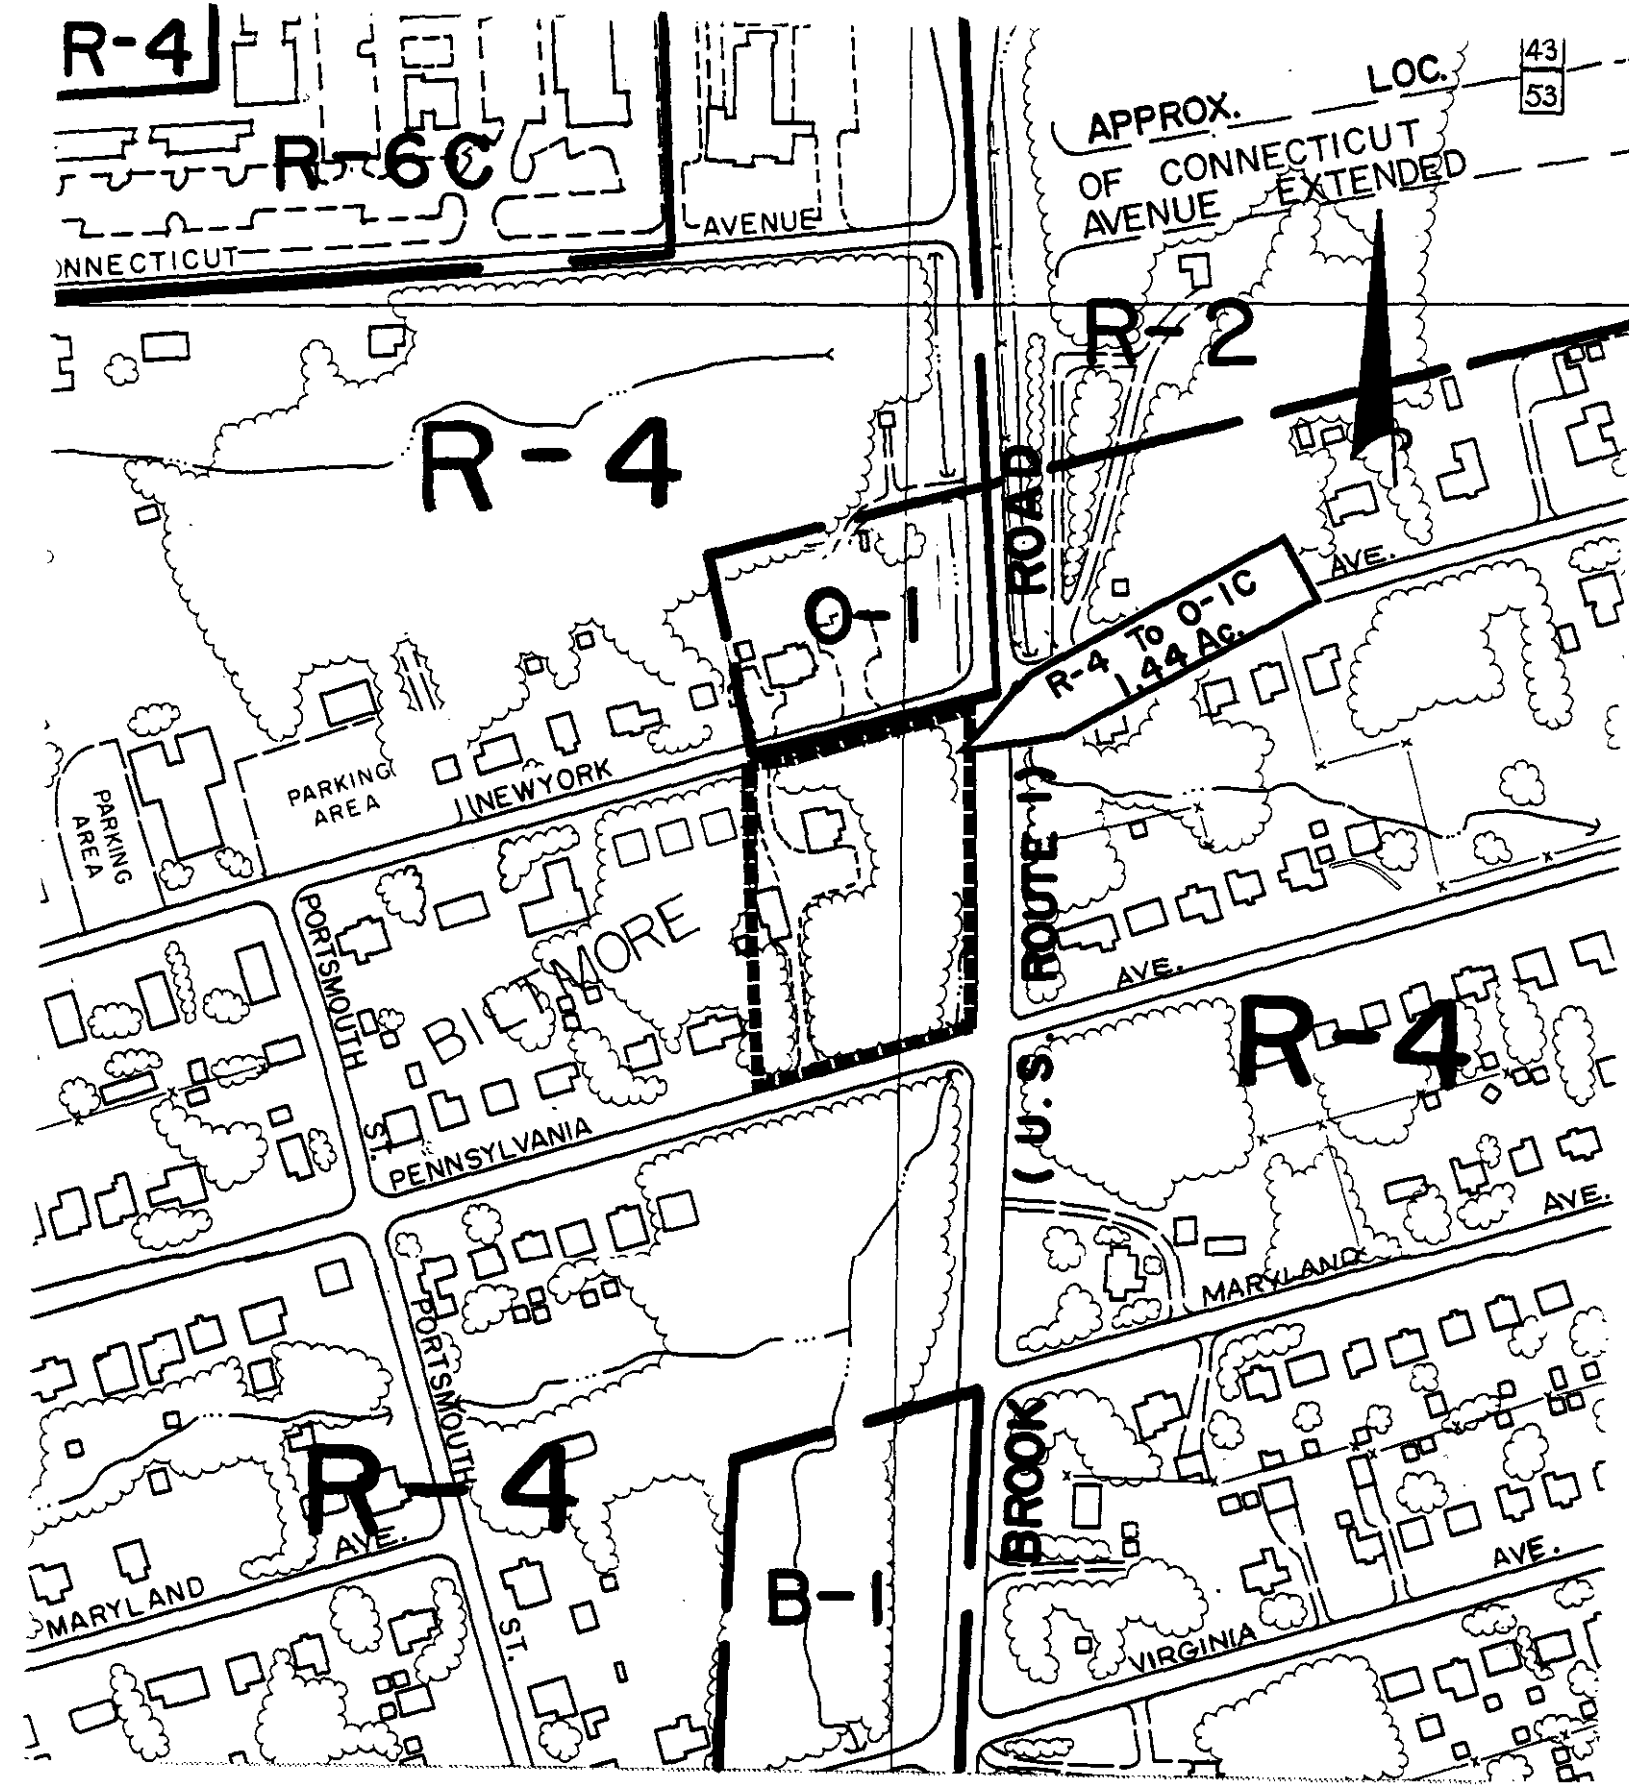 R-4
43
53
LOC.
APPROX.
R-6C
OF CONNECTICUT
AVENUE EXTENDED
AVENUE
ONNECTICUT
R-2
R-4
ROAD
AVE.
O-1
R-4 To O-1C
1.44 Ac.
PARKING
AREA
PARKING
AREA
NEWYORK
ROUTE 1)
PORTSMOUTH
ST.
BILTMORE
AVE.
R-4
(U.S.
PENNSYLVANIA
AVE.
MARYLAND
PORTSMOUTH
ST.
R-4
BROOK
AVE.
MARYLAND
B-1
AVE.
VIRGINIA